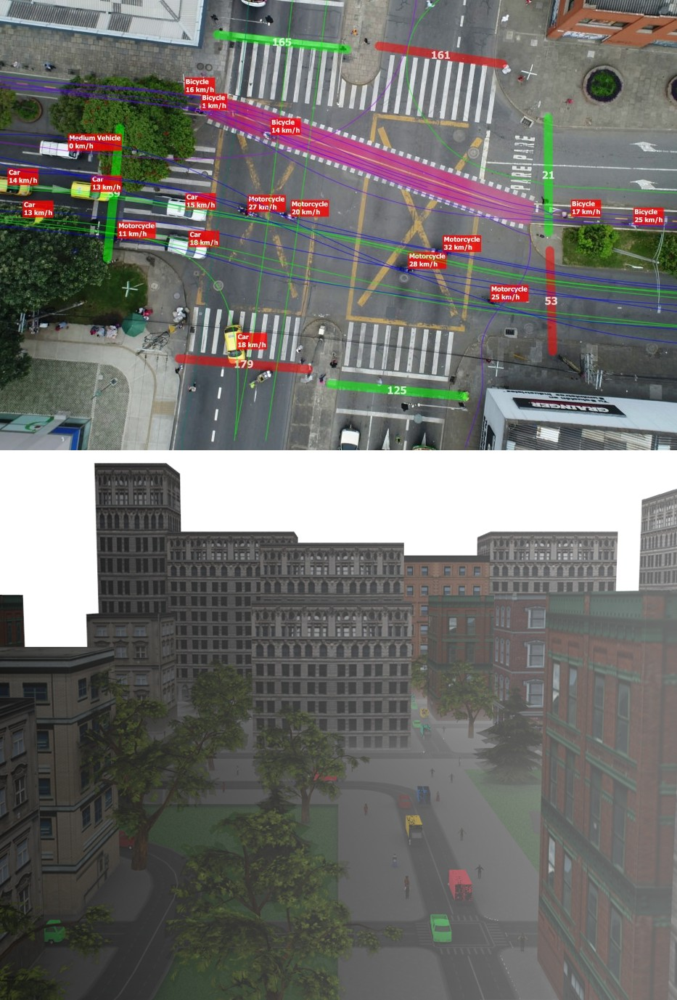 165
161
Bicycle
16 km/h
Bicycle
1 km/h
Bicycle
14 km/h
Medium Vehicle
0 km/h
PARE
PARE
21
Car
14 km/h
Car
13 km/h
59
Car
15 km/h
Motorcycle
27 km/h
Motorcycle
20 km/h
Bicycle
17 km/h
Bicycle
25 km/h
Car
13 km/h
Motorcycle
11 km/h
Car
18 km/h
Motorcycle
32 km/h
Motorcycle
28 km/h
Motorcycle
25 km/h
53
Car
18 km/h
179
125
GRAINGER